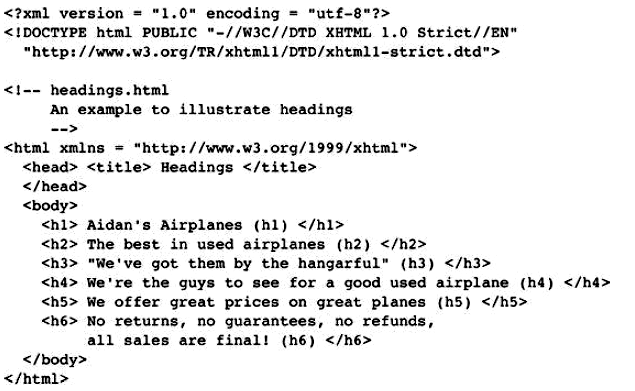 <?xml version = "1.0" encoding = "utf-8"?>
<!DOCTYPE html PUBLIC "-//W3C//DTD XHTML 1.0 Strict//EN"
"http://www.w3.org/TR/xhtml1/DTD/xhtml1-strict.dtd">
<!-- headings.html
An example to illustrate headings
-->
<html xmlns = "http://www.w3.org/1999/xhtml">
<head> <title> Headings </title>
</head>
<body>
<h1> Aidan's Airplanes (h1) </h1>
<h2> The best in used airplanes (h2) </h2>
<h3> "We've got them by the hangarful" (h3) </h3>
<h4> We're the guys to see for a good used airplane (h4) </h4>
<h5> We offer great prices on great planes (h5) </h5>
<h6> No returns, no guarantees, no refunds,
all sales are final! (h6) </h6>
</body>
</html>